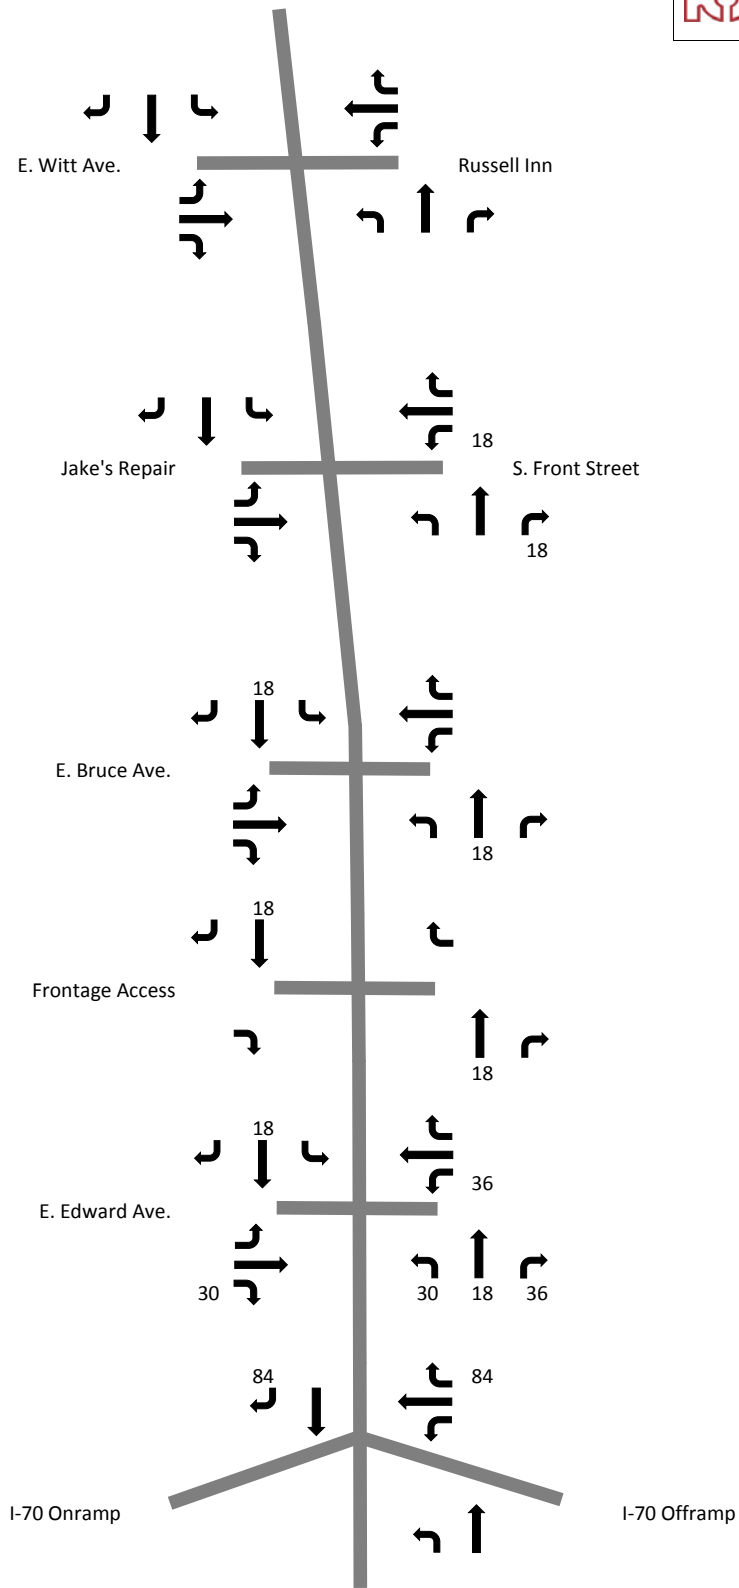 E. Witt Ave.
Russell Inn
18
Jake's Repair
S. Front Street
18
18
E. Bruce Ave.
18
18
Frontage Access
18
18
36
E. Edward Ave.
30
30
18
36
84
84
I-70 Onramp
I-70 Offramp